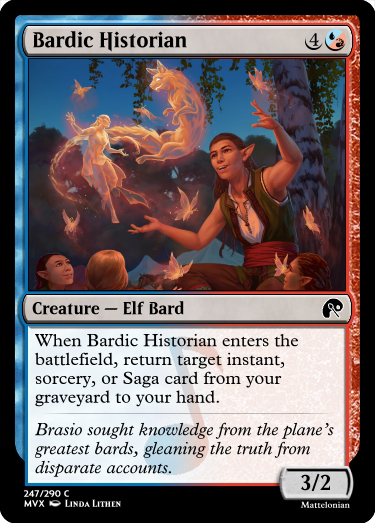 Bardic Historian 4
Creature — Elf Bard
When Bardic Historian enters the
battlefield, return target instant,
sorcery, or Saga card from your
graveyard to your hand.
Brasio sought knowledge from the plane's
greatest bards, gleaning the truth from
disparate accounts.
3/2
247/290 C
MVX Linda Lithen
Mattelonian